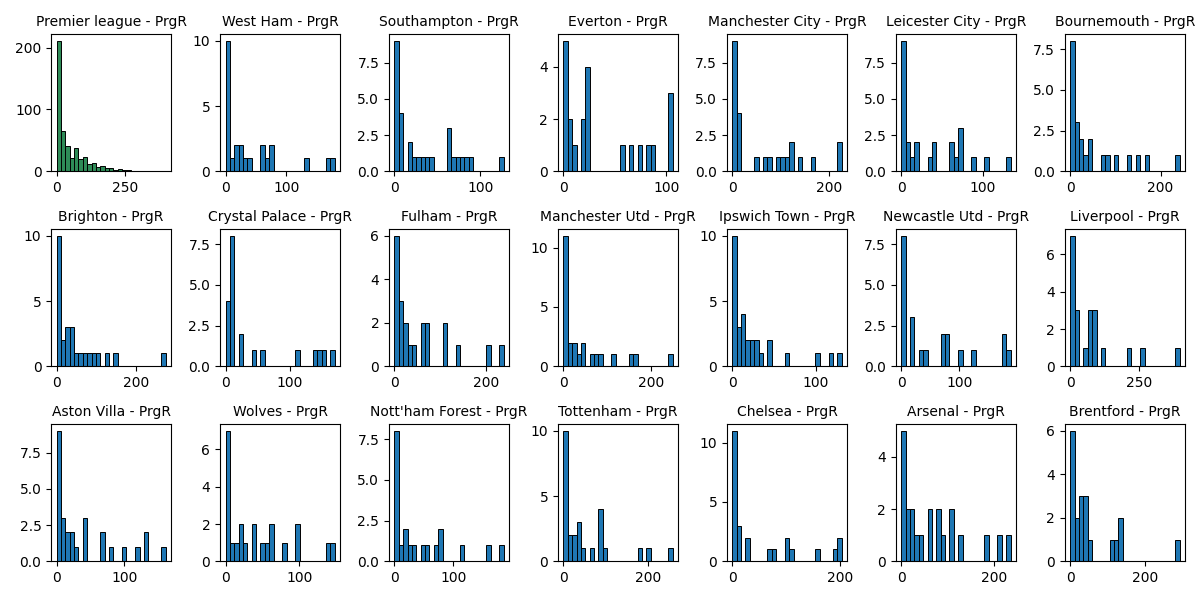 Premier league - PrgR West Ham - PrgR Southampton - PrgR Everton - PrgR Manchester City - PrgR Leicester City - PrgR Bournemouth - PrgR
200 100 0 0 250
10 5 0 0 100
7.5 5.0 2.5 0.0 0 100
4 2 0 0 100
7.5 5.0 2.5 0.0 0 200
7.5 5.0 2.5 0.0 0 100
7.5 5.0 2.5 0.0 0 200
Brighton - PrgR Crystal Palace - PrgR Fulham - PrgR Manchester Utd - PrgR Ipswich Town - PrgR Newcastle Utd - PrgR Liverpool - PrgR
10 5 0 0 200
7.5 5.0 2.5 0.0 0 100
6 4 2 0 0 200
10 5 0 0 200
10 5 0 0 100
7.5 5.0 2.5 0.0 0 100
6 4 2 0 0 250
Aston Villa - PrgR Wolves - PrgR Nott'ham Forest - PrgR Tottenham - PrgR Chelsea - PrgR Arsenal - PrgR Brentford - PrgR
7.5 5.0 2.5 0.0 0 100
6 4 2 0 0 100
7.5 5.0 2.5 0.0 0 100
10 5 0 0 200
10 5 0 0 200
4 2 0 0 200
6 4 2 0 0 200